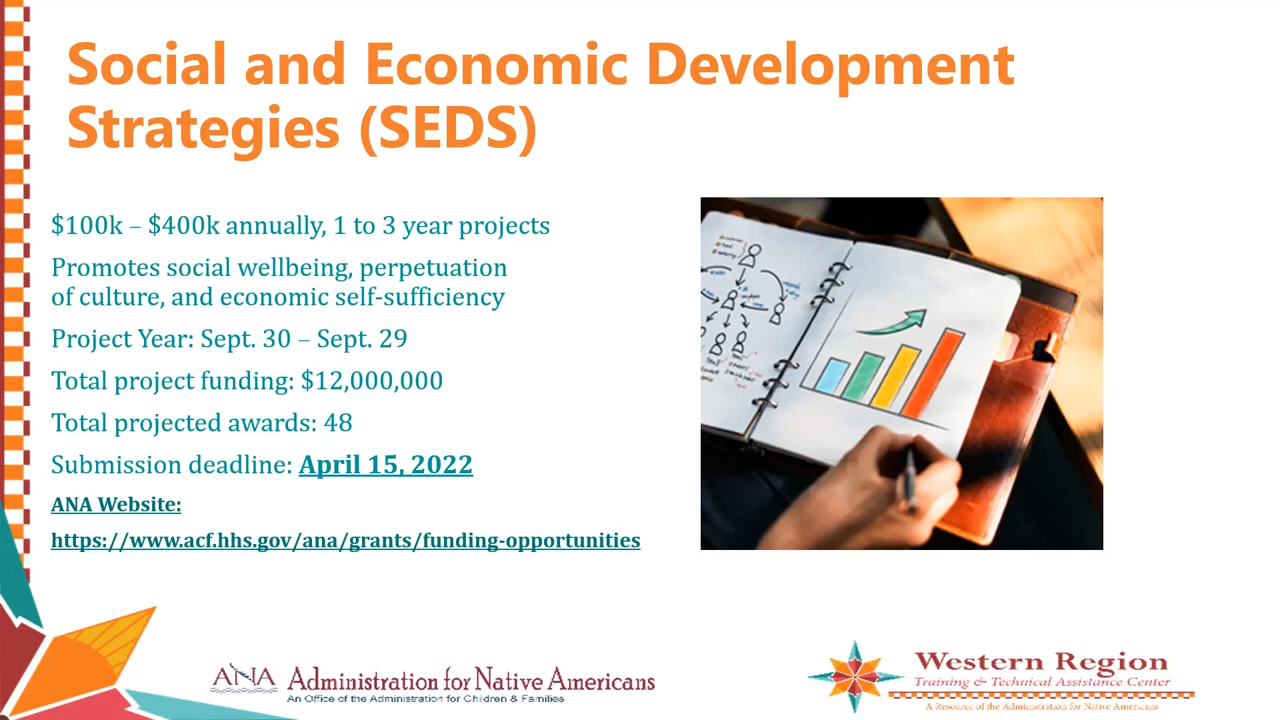 Social and Economic Development
Strategies (SEDS)
$100k – $400k annually, 1 to 3 year projects
Promotes social wellbeing, perpetuation
of culture, and economic self-sufficiency
Project Year: Sept. 30 – Sept. 29
Total project funding: $12,000,000
Total projected awards: 48
Submission deadline: April 15, 2022
ANA Website:
https://www.acf.hhs.gov/ana/grants/funding-opportunities
ANA Administration for Native Americans
An Office of the Administration for Children & Families
Western Region
Training & Technical Assistance Center
A Resource of the Administration for Native Americans